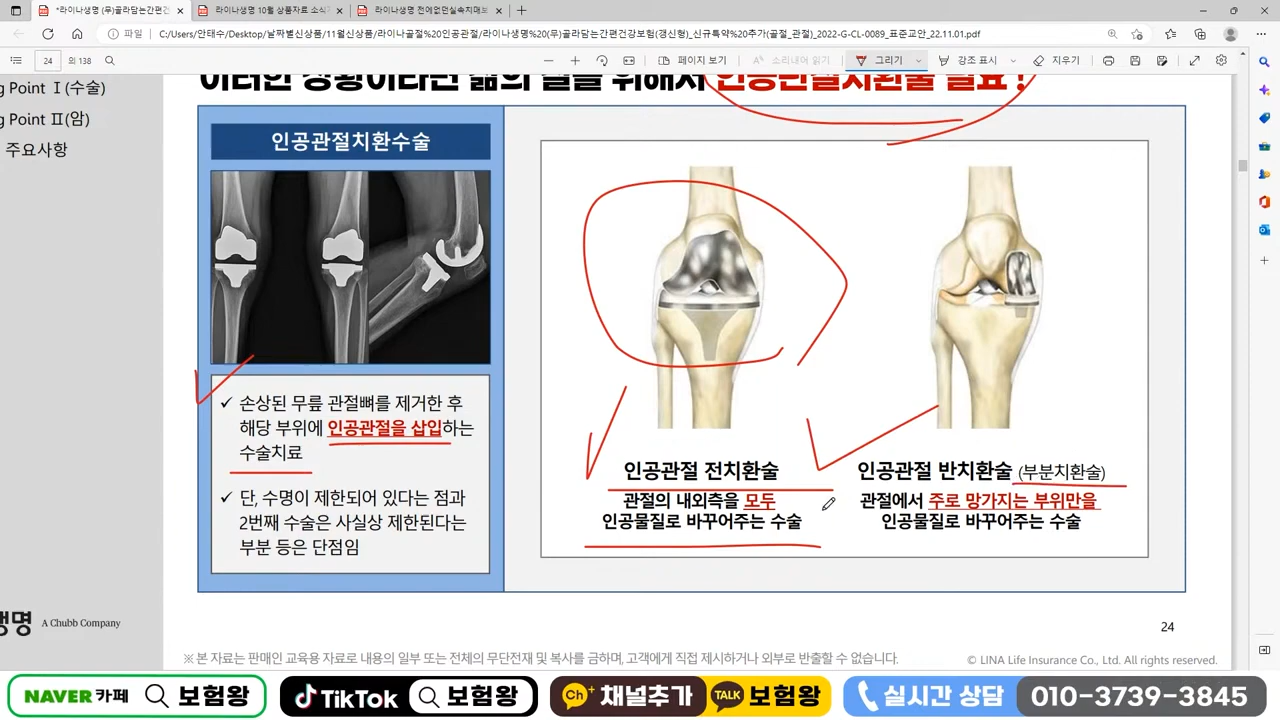 *라이나생명 (무)골라담는간편건
라이나생명 10월 상품자료 소식
라이나생명 전에없던실속치매보
파일
C:/Users/안태수/Desktop/날짜별신상품/11월신상품/라이나골절%20인공관절/라이나생명%20(무)골라담는간편건강보험(갱신형)_신규특약%20추가(골절_관절)_2022-G-CL-0089_표준교안_22.11.01.pdf
24
의 138
페이지 보기
소리내어 읽기
그리기
강조 표시
지우기
g Point Ⅰ(수술)
g Point Ⅱ(암)
주요사항
이러한 상황이라면 삶의 질을 위해서 인공관절치환술 필요!
인공관절치환수술
손상된 무릎 관절뼈를 제거한 후
해당 부위에 인공관절을 삽입하는
수술치료
단, 수명이 제한되어 있다는 점과
2번째 수술은 사실상 제한된다는
부분 등은 단점임
인공관절 전치환술
관절의 내외측을 모두
인공물질로 바꾸어주는 수술
인공관절 반치환술 (부분치환술)
관절에서 주로 망가지는 부위만을
인공물질로 바꾸어주는 수술
생명
A Chubb Company
24
※ 본 자료는 판매인 교육용 자료로 내용의 일부 또는 전체의 무단전재 및 복사를 금하며, 고객에게 직접 제시하거나 외부로 반출할 수 없습니다.
© LINA Life Insurance Co., Ltd. All rights reserved.
NAVER 카페
보험왕
TikTok
보험왕
Ch+
채널추가
TALK
보험왕
실시간 상담
010-3739-3845